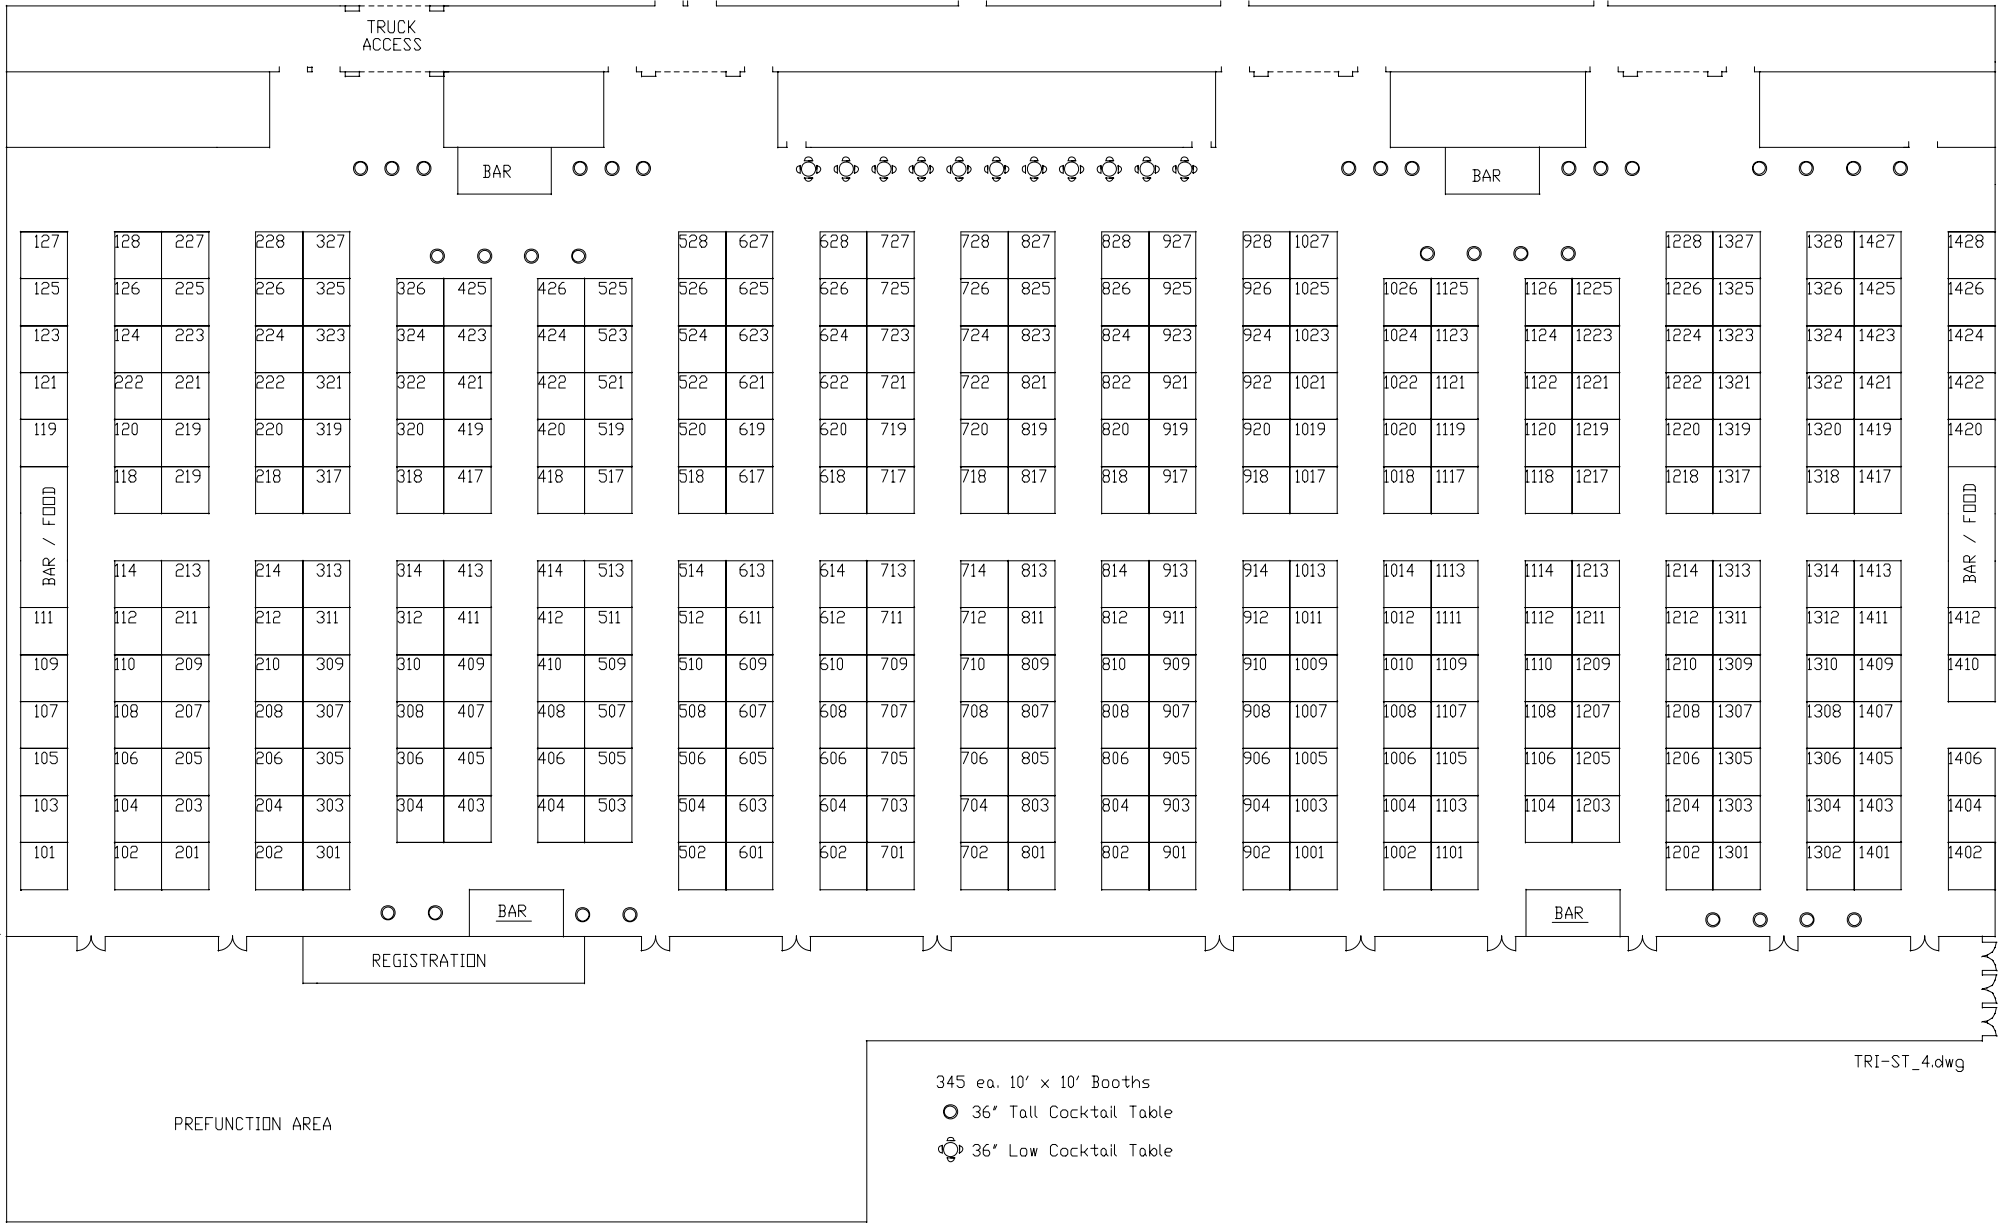 TRUCK
ACCESS
BAR BAR
127 128 227 228 327 528 627 628 727 728 827 828 927 928 1027 1228 1327 1328 1427 1428
125 126 225 226 325 326 425 426 525 526 625 626 725 726 825 826 925 926 1025 1026 1125 1126 1225 1226 1325 1326 1425 1426
123 124 223 224 323 324 423 424 523 524 623 624 723 724 823 824 923 924 1023 1024 1123 1124 1223 1224 1323 1324 1423 1424
121 222 221 222 321 322 421 422 521 522 621 622 721 722 821 822 921 922 1021 1022 1121 1122 1221 1222 1321 1322 1421 1422
119 120 219 220 319 320 419 420 519 520 619 620 719 720 819 820 919 920 1019 1020 1119 1120 1219 1220 1319 1320 1419 1420
118 219 218 317 318 417 418 517 518 617 618 717 718 817 818 917 918 1017 1018 1117 1118 1217 1218 1317 1318 1417
BAR / FOOD BAR / FOOD
114 213 214 313 314 413 414 513 514 613 614 713 714 813 814 913 914 1013 1014 1113 1114 1213 1214 1313 1314 1413
111 112 211 212 311 312 411 412 511 512 611 612 711 712 811 812 911 912 1011 1012 1111 1112 1211 1212 1311 1312 1411 1412
109 110 209 210 309 310 409 410 509 510 609 610 709 710 809 810 909 910 1009 1010 1109 1110 1209 1210 1309 1310 1409 1410
107 108 207 208 307 308 407 408 507 508 607 608 707 708 807 808 907 908 1007 1008 1107 1108 1207 1208 1307 1308 1407
105 106 205 206 305 306 405 406 505 506 605 606 705 706 805 806 905 906 1005 1006 1105 1106 1205 1206 1305 1306 1405 1406
103 104 203 204 303 304 403 404 503 504 603 604 703 704 803 804 903 904 1003 1004 1103 1104 1203 1204 1303 1304 1403 1404
101 102 201 202 301 502 601 602 701 702 801 802 901 902 1001 1002 1101 1202 1301 1302 1401 1402
BAR BAR
REGISTRATION
TRI-ST_4.dwg
345 ea. 10' x 10' Booths
36" Tall Cocktail Table
PREFUNCTION AREA
36" Low Cocktail Table